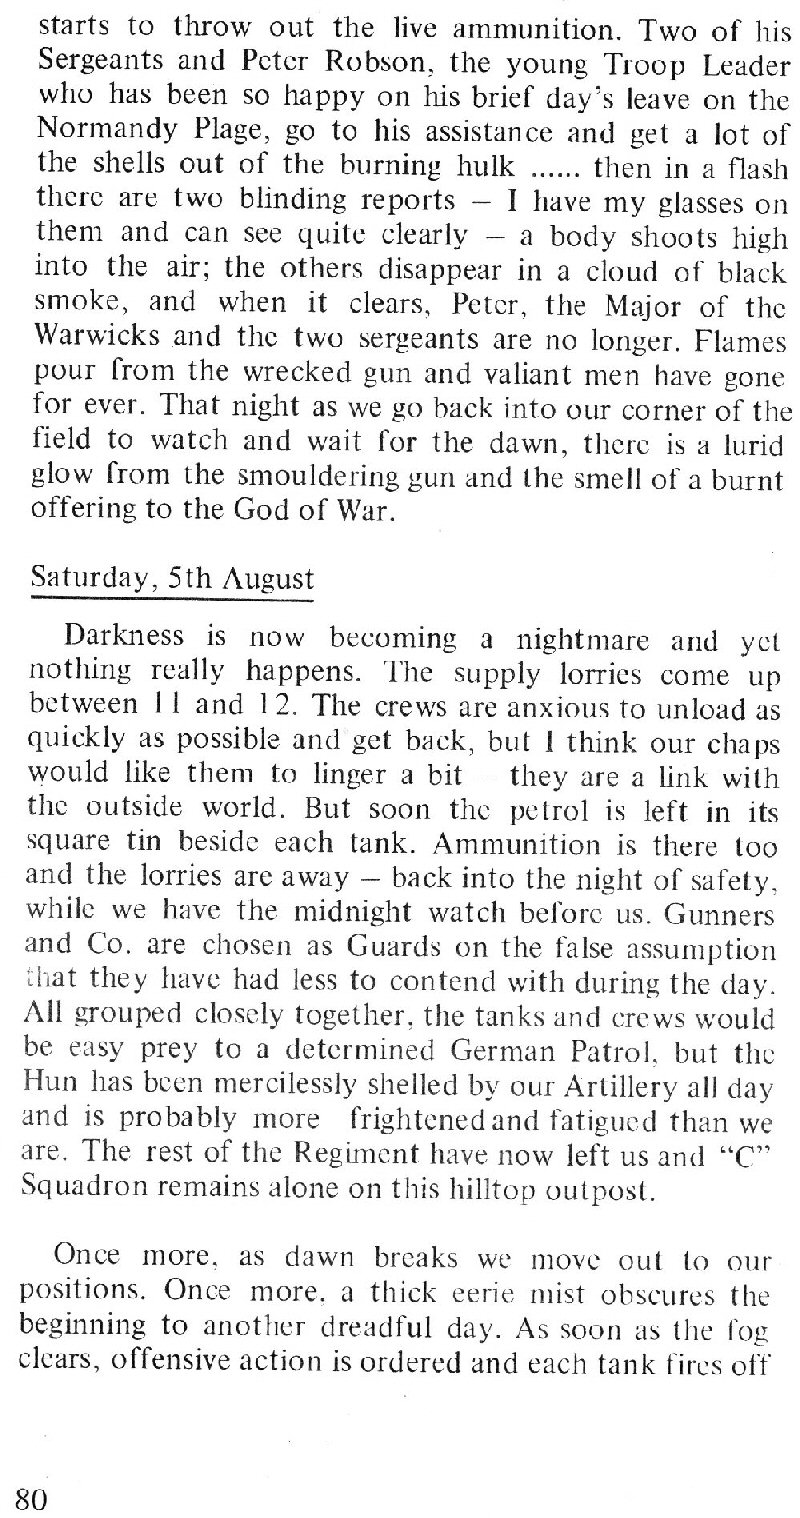 starts to throw out the live ammunition. Two of his
Sergeants and Peter Robson, the young Troop Leader
who has been so happy on his brief day's leave on the
Normandy Plage, go to his assistance and get a lot of
the shells out of the burning hulk ...... then in a flash
there are two blinding reports – I have my glasses on
them and can see quite clearly – a body shoots high
into the air; the others disappear in a cloud of black
smoke, and when it clears, Peter, the Major of the
Warwicks and the two sergeants are no longer. Flames
pour from the wrecked gun and valiant men have gone
for ever. That night as we go back into our corner of the
field to watch and wait for the dawn, there is a lurid
glow from the smouldering gun and the smell of a burnt
offering to the God of War.
Saturday, 5th August
Darkness is now becoming a nightmare and yet
nothing really happens. The supply lorries come up
between 11 and 12. The crews are anxious to unload as
quickly as possible and get back, but I think our chaps
would like them to linger a bit they are a link with
the outside world. But soon the petrol is left in its
square tin beside each tank. Ammunition is there too
and the lorries are away – back into the night of safety,
while we have the midnight watch before us. Gunners
and Co. are chosen as Guards on the false assumption
that they have had less to contend with during the day.
All grouped closely together, the tanks and crews would
be easy prey to a determined German Patrol, but the
Hun has been mercilessly shelled by our Artillery all day
and is probably more frightened and fatigued than we
are. The rest of the Regiment have now left us and “C”
Squadron remains alone on this hilltop outpost.
Once more, as dawn breaks we move out to our
positions. Once more, a thick eerie mist obscures the
beginning to another dreadful day. As soon as the fog
clears, offensive action is ordered and each tank fires off
80